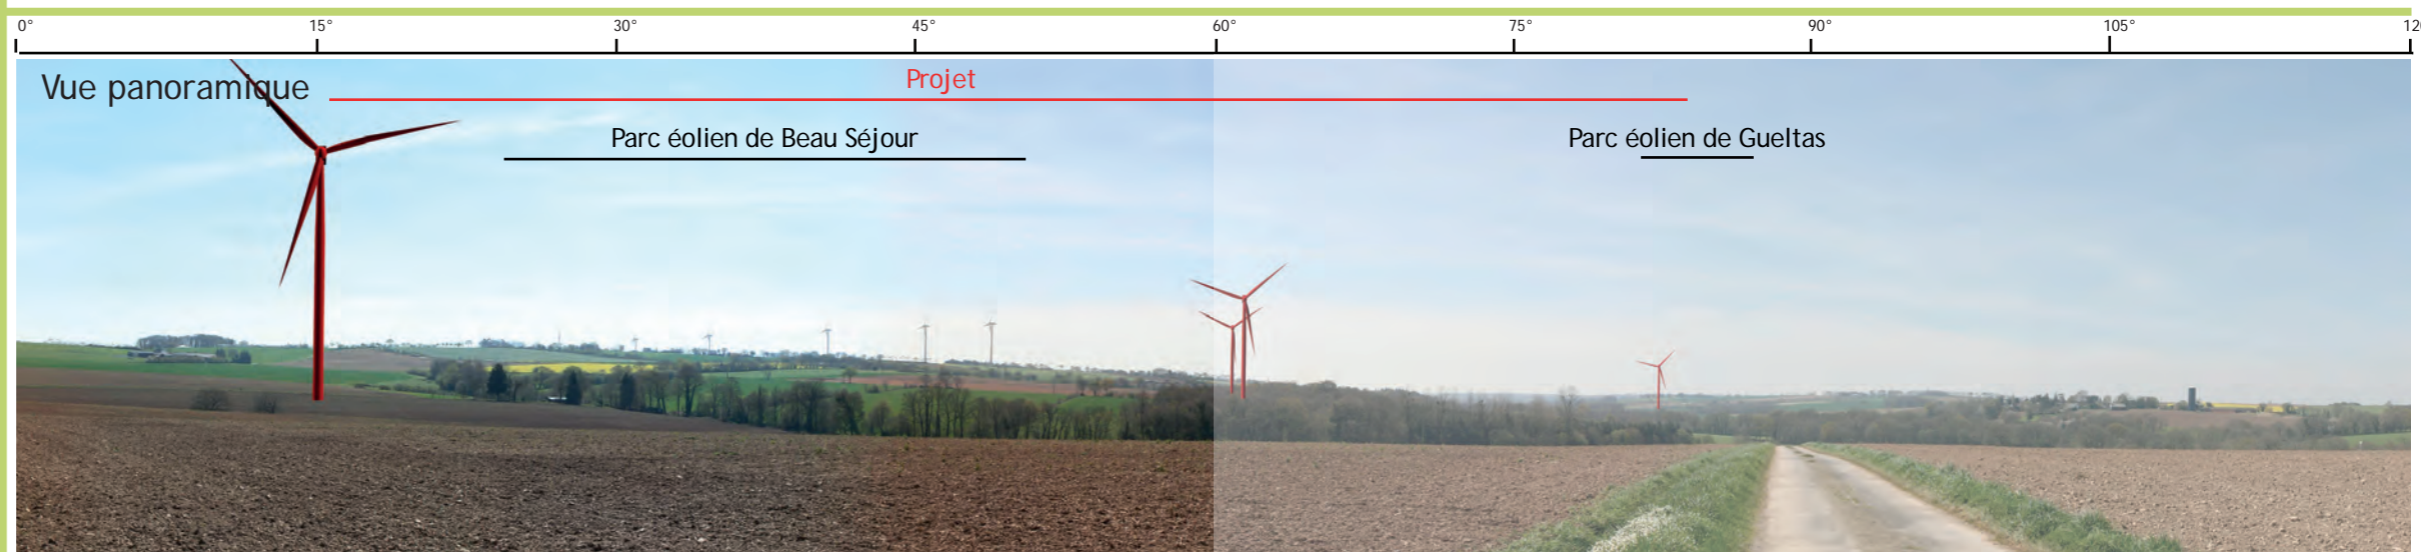 0° 15° 30° 45° 60° 75° 90° 105° 12
Vue panoramique
Projet
Parc éolien de Beau Séjour
Parc éolien de Gueltas